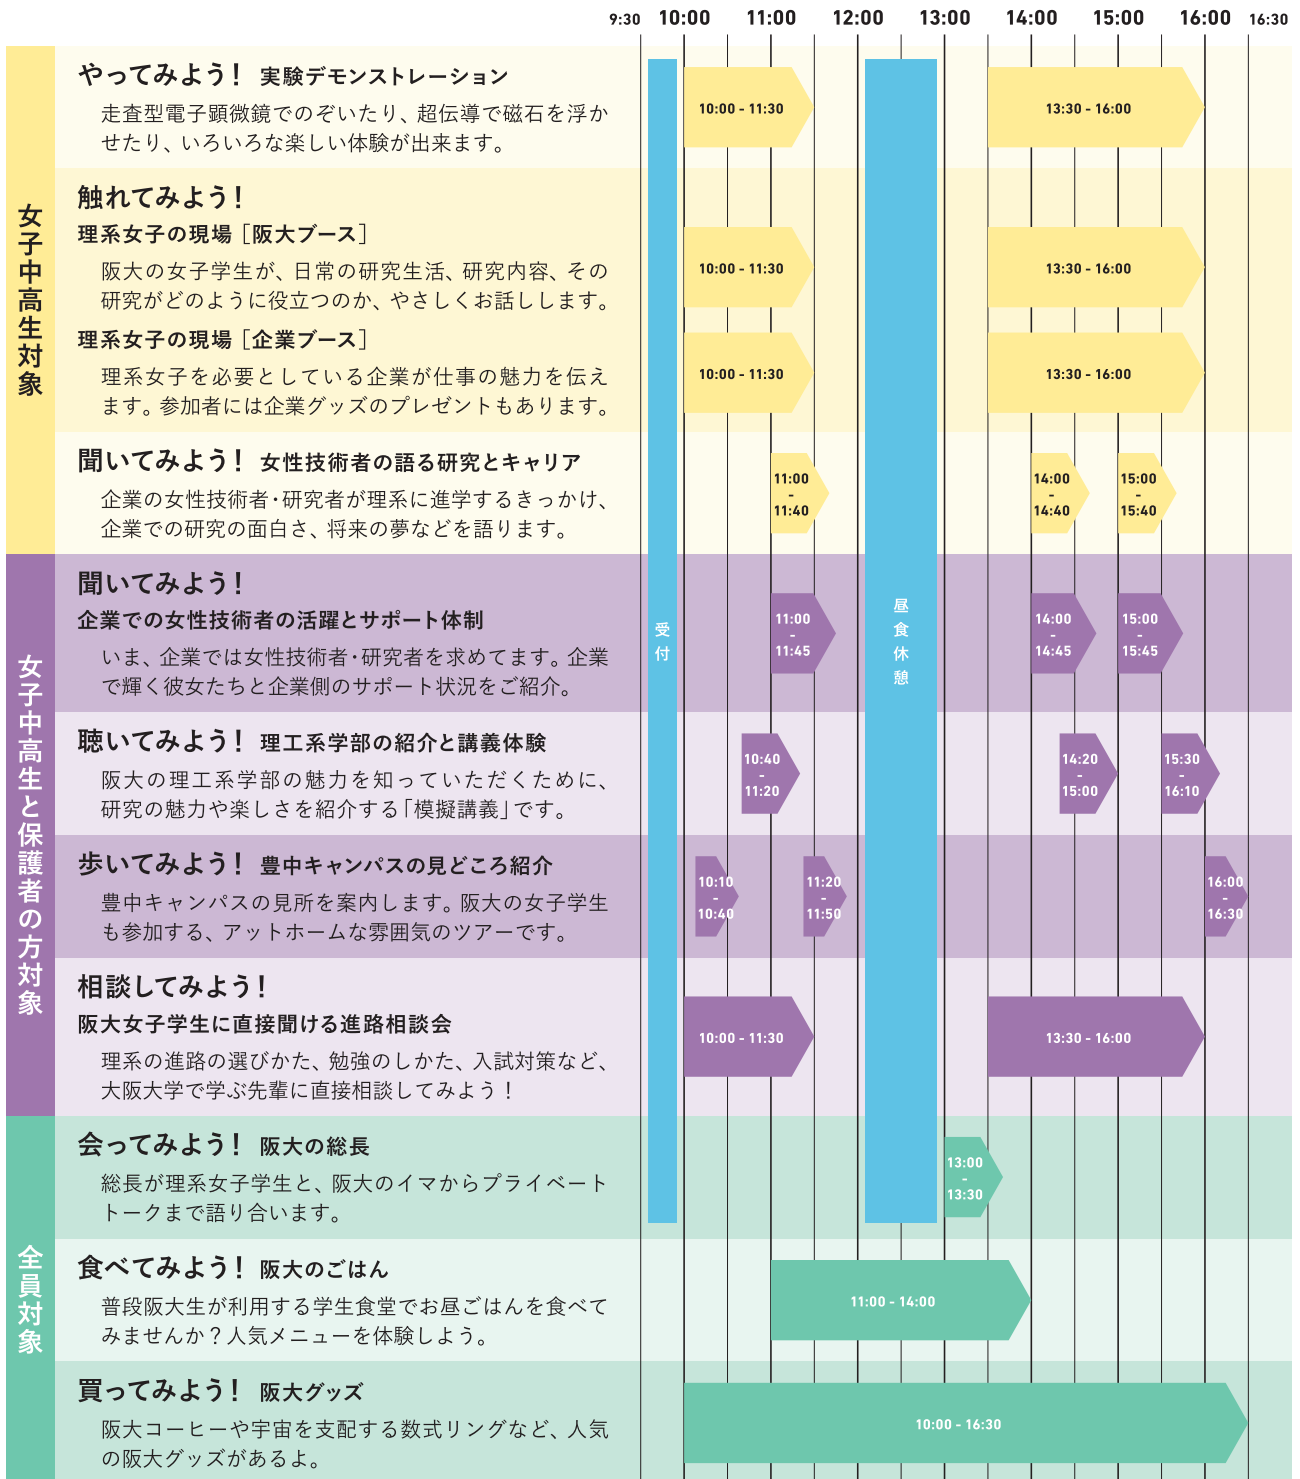 9:30 10:00 11:00 12:00 13:00 14:00 15:00 16:00 16:30
女子中高生対象
やってみよう！ 実験デモンストレーション
走査型電子顕微鏡でのぞいたり、超伝導で磁石を浮か
せたり、いろいろな楽しい体験が出来ます。
10:00 - 11:30
13:30 - 16:00
触れてみよう！
理系女子の現場［阪大ブース］
阪大の女子学生が、日常の研究生活、研究内容、その
研究がどのように役立つのか、やさしくお話しします。
10:00 - 11:30
13:30 - 16:00
理系女子の現場［企業ブース］
理系女子を必要としている企業が仕事の魅力を伝え
ます。参加者には企業グッズのプレゼントもあります。
10:00 - 11:30
13:30 - 16:00
聞いてみよう！ 女性技術者の語る研究とキャリア
企業の女性技術者・研究者が理系に進学するきっかけ、
企業での研究の面白さ、将来の夢などを語ります。
11:00
-
11:40
14:00
-
14:40
15:00
-
15:40
受付
昼食休憩
女子中高生と保護者の方対象
聞いてみよう！
企業での女性技術者の活躍とサポート体制
いま、企業では女性技術者・研究者を求めてます。企業
で輝く彼女たちと企業側のサポート状況をご紹介。
11:00
-
11:45
14:00
-
14:45
15:00
-
15:45
聴いてみよう！ 理工系学部の紹介と講義体験
阪大の理工系学部の魅力を知っていただくために、
研究の魅力や楽しさを紹介する「模擬講義」です。
10:40
-
11:20
14:20
-
15:00
15:30
-
16:10
歩いてみよう！ 豊中キャンパスの見どころ紹介
豊中キャンパスの見所を案内します。阪大の女子学生
も参加する、アットホームな雰囲気のツアーです。
10:10
-
10:40
11:20
-
11:50
16:00
-
16:30
相談してみよう！
阪大女子学生に直接聞ける進路相談会
理系の進路の選びかた、勉強のしかた、入試対策など、
大阪大学で学ぶ先輩に直接相談してみよう！
10:00 - 11:30
13:30 - 16:00
全員対象
会ってみよう！ 阪大の総長
総長が理系女子学生と、阪大のイマからプライベート
トークまで語り合います。
13:00
-
13:30
食べてみよう！ 阪大のごはん
普段阪大生が利用する学生食堂でお昼ごはんを食べて
みませんか？人気メニューを体験しよう。
11:00 - 14:00
買ってみよう！ 阪大グッズ
阪大コーヒーや宇宙を支配する数式リングなど、人気
の阪大グッズがあるよ。
10:00 - 16:30